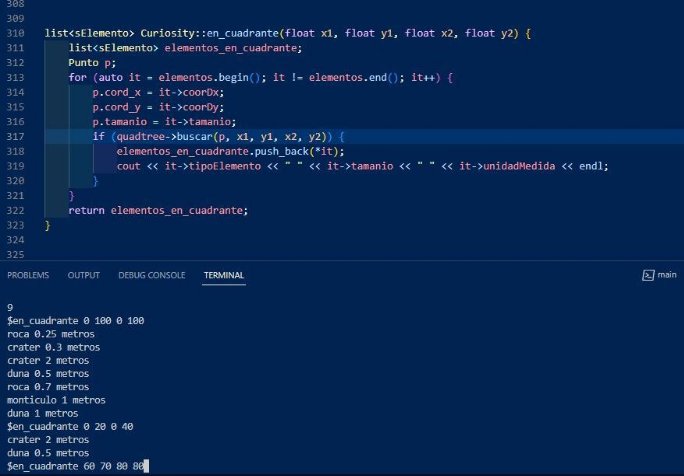 308
309
310 list<sElemento> Curiosity::en_cuadrante(float x1, float y1, float x2, float y2) {
311 list<sElemento> elementos_en_cuadrante;
312 Punto p;
313 for (auto it = elementos.begin(); it != elementos.end(); it++) {
314 p.cord_x = it->coorDx;
315 p.cord_y = it->coorDy;
316 p.tamanio = it->tamanio;
317 if (quadtree->buscar(p, x1, y1, x2, y2)) {
318 elementos_en_cuadrante.push_back(*it);
319 cout << it->tipoElemento << " " << it->tamanio << " " << it->unidadMedida << endl;
320 }
321 }
322 return elementos_en_cuadrante;
323 }
324
325
PROBLEMS OUTPUT DEBUG CONSOLE TERMINAL main
9
$en_cuadrante 0 100 0 100
roca 0.25 metros
crater 0.3 metros
crater 2 metros
duna 0.5 metros
roca 0.7 metros
monticulo 1 metros
duna 1 metros
$en_cuadrante 0 20 0 40
crater 2 metros
duna 0.5 metros
$en_cuadrante 60 70 80 80